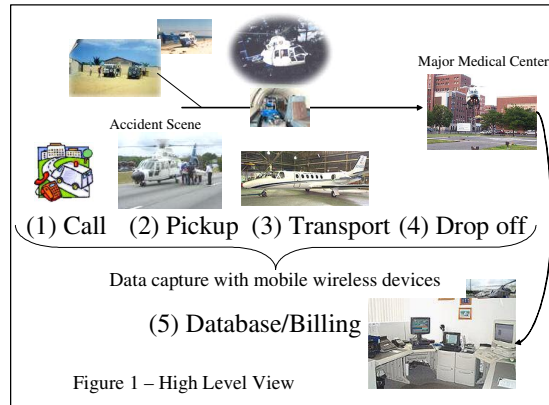 Major Medical Center
Accident Scene
(1) Call (2) Pickup (3) Transport (4) Drop off
Data capture with mobile wireless devices
(5) Database/Billing
Figure 1 – High Level View